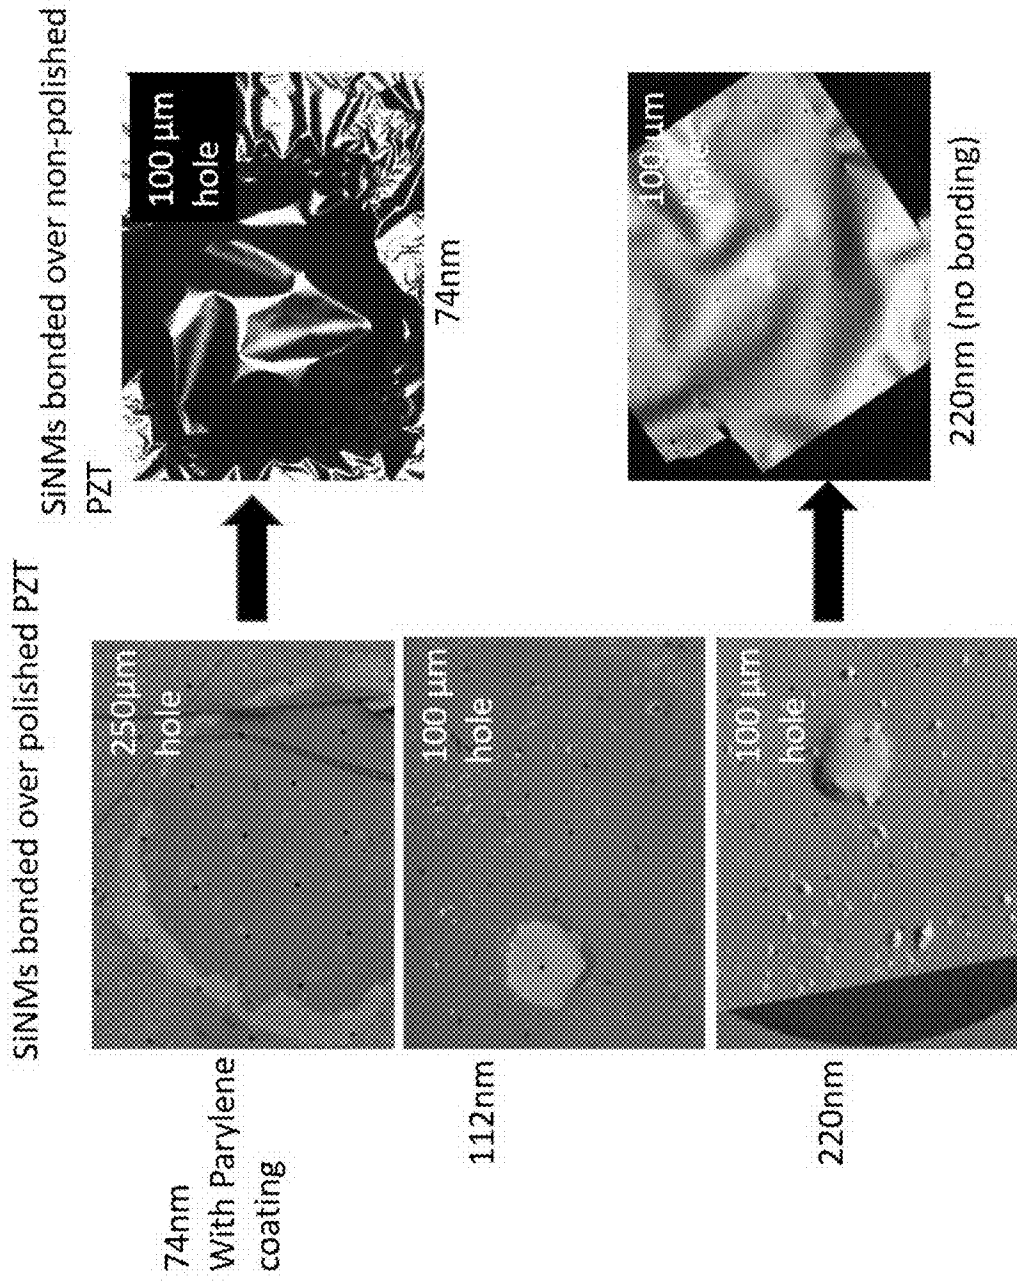 SiNMs bonded over polished PZT
SiNMs bonded over non-polished
PZT
74nm
With Parylene
coating
250μm
hole
100 μm
hole
74nm
112nm
100 μm
hole
220nm
100 μm
hole
100 μm
220nm (no bonding)